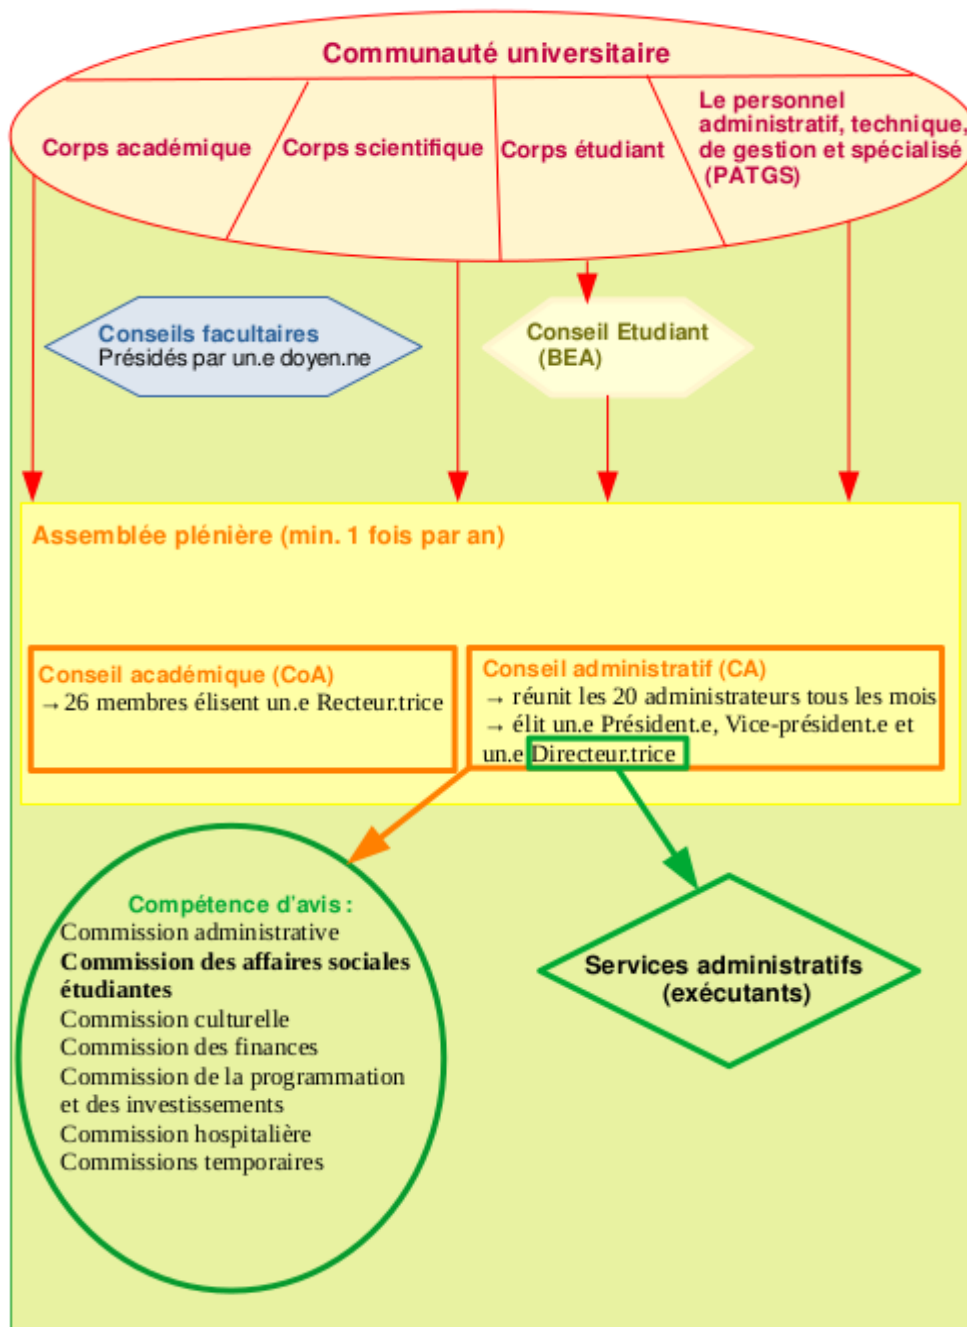 Communauté universitaire
Corps académique
Corps scientifique
Corps étudiant
Le personnel
administratif, technique,
de gestion et spécialisé
(PATGS)
Conseils facultaires
Présidés par un.e doyen.ne
Conseil Etudiant
(BEA)
Assemblée plénière (min. 1 fois par an)
Conseil académique (CoA)
→ 26 membres élisent un.e Recteur.trice
Conseil administratif (CA)
→ réunit les 20 administrateurs tous les mois
→ élit un.e Président.e, Vice-président.e et
un.e Directeur.trice
Compétence d'avis :
Commission administrative
Commission des affaires sociales
étudiantes
Commission culturelle
Commission des finances
Commission de la programmation
et des investissements
Commission hospitalière
Commissions temporaires
Services administratifs
(exécutants)